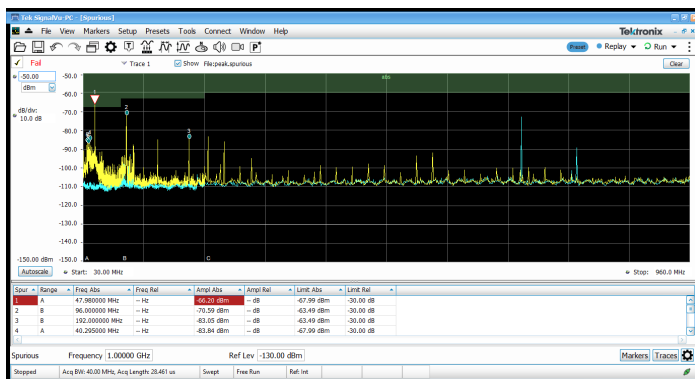 Tek SignalVu-PC - [Spurious]
File View Markers Setup Presets Tools Connect Window Help
Tektronix
Preset Replay Run
Fail Trace 1 Show File:peak.spurious Clear
-50.00
dBm
dB/div:
10.0 dB
-50.0
-60.0
-70.0
-80.0
-90.0
-100.0
-110.0
-120.0
-130.0
-140.0
-150.0
abs
1
2
3
A B C
-150.00 dBm
Autoscale Start: 30.00 MHz Stop: 960.0 MHz
Spur Range Freq Abs Freq Rel Ampl Abs Ampl Rel Limit Abs Limit Rel
1 A 47.980000 MHz -- Hz -66.20 dBm -- dB -67.99 dBm -30.00 dB
2 B 96.000000 MHz -- Hz -70.59 dBm -- dB -63.49 dBm -30.00 dB
3 B 192.000000 MHz -- Hz -83.05 dBm -- dB -63.49 dBm -30.00 dB
4 A 40.295000 MHz -- Hz -83.84 dBm -- dB -67.99 dBm -30.00 dB
Spurious Frequency 1.00000 GHz Ref Lev -130.00 dBm Markers Traces
Stopped Acq BW: 40.00 MHz, Acq Length: 28.461 us Swept Free Run Ref: Int